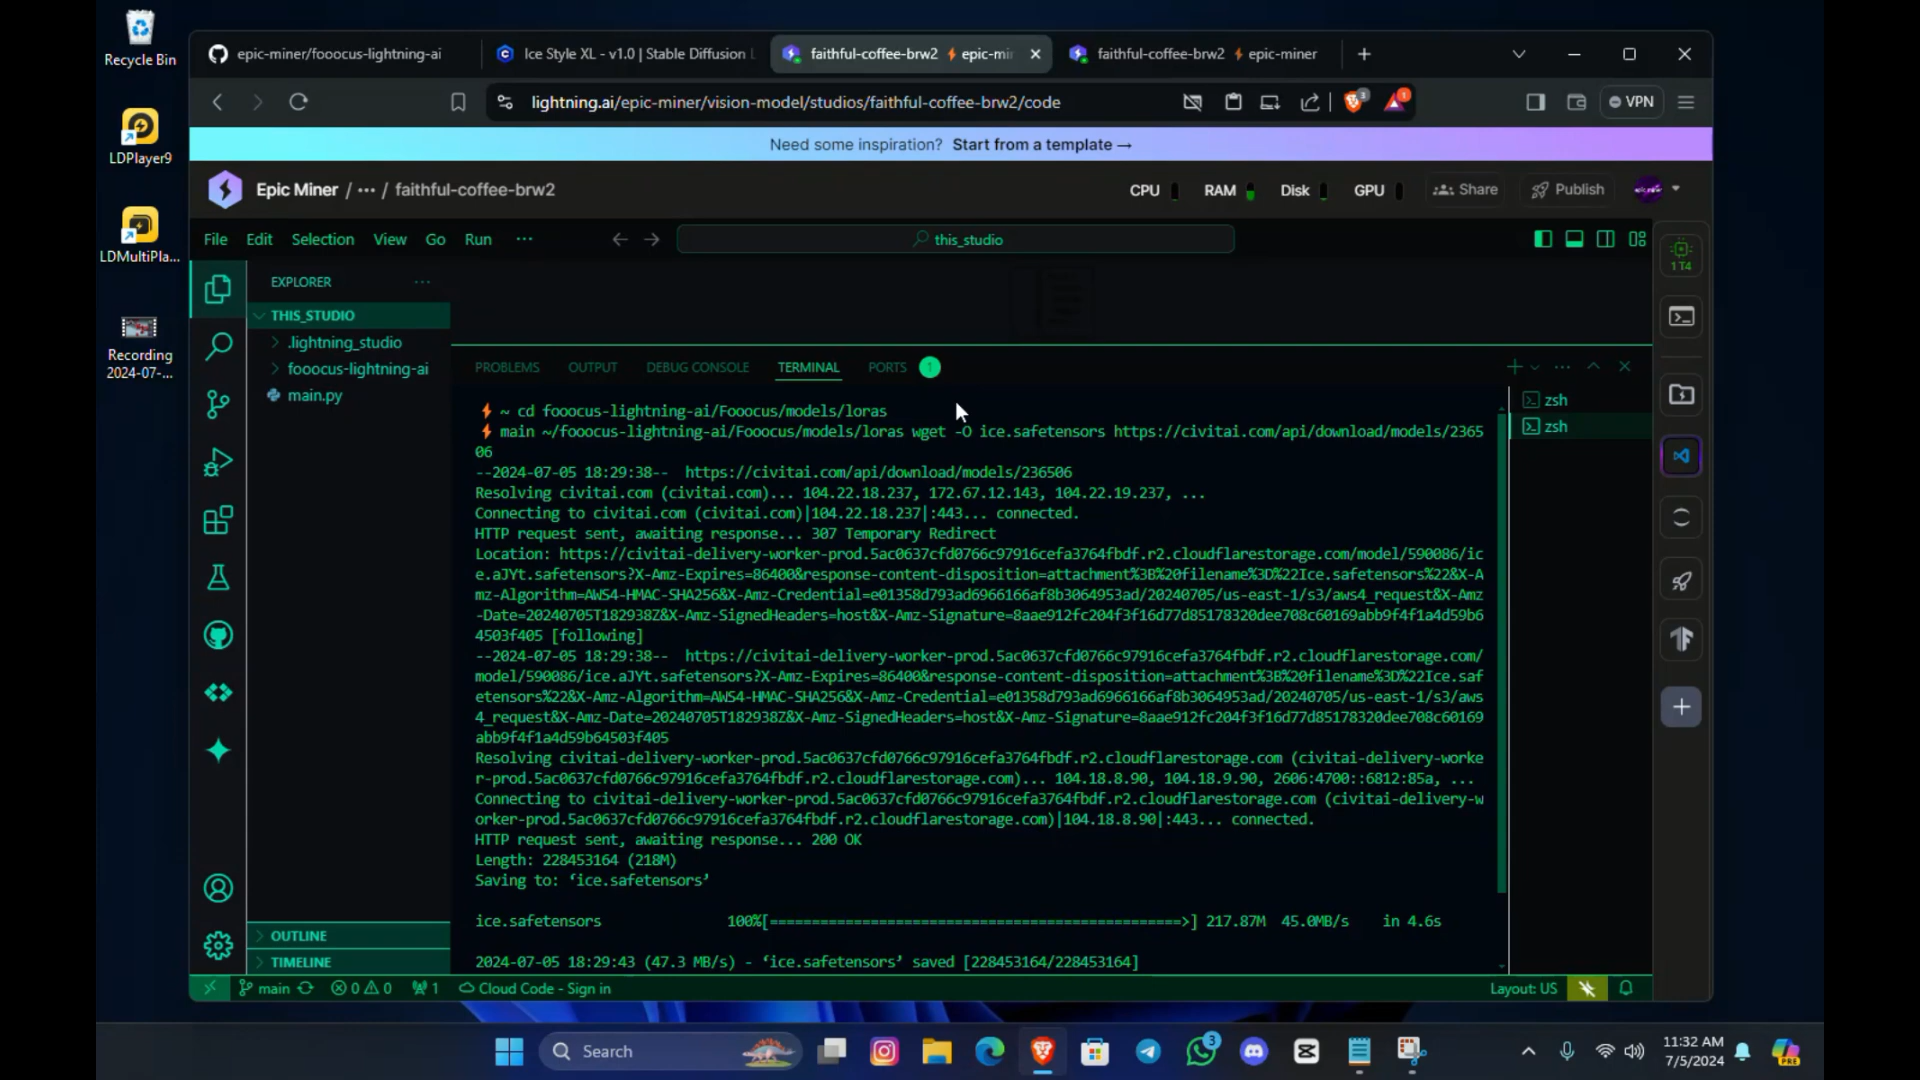 Recycle Bin
LDPlayer9
LDMultiPla...
Recording
2024-07-...
epic-miner/fooocus-lightning-ai
Ice Style XL - v1.0 | Stable Diffusion L
faithful-coffee-brw2 epic-mi
faithful-coffee-brw2 epic-miner
lightning.ai/epic-miner/vision-model/studios/faithful-coffee-brw2/code
3
1
VPN
Need some inspiration? Start from a template →
Epic Miner / ··· / faithful-coffee-brw2
CPU RAM Disk GPU Share Publish
File Edit Selection View Go Run ···
this_studio
1 T4
EXPLORER
THIS_STUDIO
.lightning_studio
fooocus-lightning-ai
main.py
OUTLINE
TIMELINE
PROBLEMS OUTPUT DEBUG CONSOLE TERMINAL PORTS 1
zsh
zsh
~ cd fooocus-lightning-ai/Fooocus/models/loras
main ~/fooocus-lightning-ai/Fooocus/models/loras wget -O ice.safetensors https://civitai.com/api/download/models/2365
06
--2024-07-05 18:29:38-- https://civitai.com/api/download/models/236506
Resolving civitai.com (civitai.com)... 104.22.18.237, 172.67.12.143, 104.22.19.237, ...
Connecting to civitai.com (civitai.com)|104.22.18.237|:443... connected.
HTTP request sent, awaiting response... 307 Temporary Redirect
Location: https://civitai-delivery-worker-prod.5ac0637cfd0766c97916cefa3764fbdf.r2.cloudflarestorage.com/model/590086/ic
e.aJYt.safetensors?X-Amz-Expires=86400&response-content-disposition=attachment%3B%20filename%3D%22Ice.safetensors%22&X-A
mz-Algorithm=AWS4-HMAC-SHA256&X-Amz-Credential=e01358d793ad6966166af8b3064953ad/20240705/us-east-1/s3/aws4_request&X-Amz
-Date=20240705T182938Z&X-Amz-SignedHeaders=host&X-Amz-Signature=8aae912fc204f3f16d77d85178320dee708c60169abb9f4f1a4d59b6
4503f405 [following]
--2024-07-05 18:29:38-- https://civitai-delivery-worker-prod.5ac0637cfd0766c97916cefa3764fbdf.r2.cloudflarestorage.com/
model/590086/ice.aJYt.safetensors?X-Amz-Expires=86400&response-content-disposition=attachment%3B%20filename%3D%22Ice.saf
etensors%22&X-Amz-Algorithm=AWS4-HMAC-SHA256&X-Amz-Credential=e01358d793ad6966166af8b3064953ad/20240705/us-east-1/s3/aws
4_request&X-Amz-Date=20240705T182938Z&X-Amz-SignedHeaders=host&X-Amz-Signature=8aae912fc204f3f16d77d85178320dee708c60169
abb9f4f1a4d59b64503f405
Resolving civitai-delivery-worker-prod.5ac0637cfd0766c97916cefa3764fbdf.r2.cloudflarestorage.com (civitai-delivery-worke
r-prod.5ac0637cfd0766c97916cefa3764fbdf.r2.cloudflarestorage.com)... 104.18.8.90, 104.18.9.90, 2606:4700::6812:85a, ...
Connecting to civitai-delivery-worker-prod.5ac0637cfd0766c97916cefa3764fbdf.r2.cloudflarestorage.com (civitai-delivery-w
orker-prod.5ac0637cfd0766c97916cefa3764fbdf.r2.cloudflarestorage.com)|104.18.8.90|:443... connected.
HTTP request sent, awaiting response... 200 OK
Length: 228453164 (218M)
Saving to: ‘ice.safetensors’
ice.safetensors 100%[================================================>] 217.87M 45.0MB/s in 4.6s
2024-07-05 18:29:43 (47.3 MB/s) - ‘ice.safetensors’ saved [228453164/228453164]
main 0 0 1 Cloud Code - Sign in Layout: US
Search
3
11:32 AM
7/5/2024
PRE